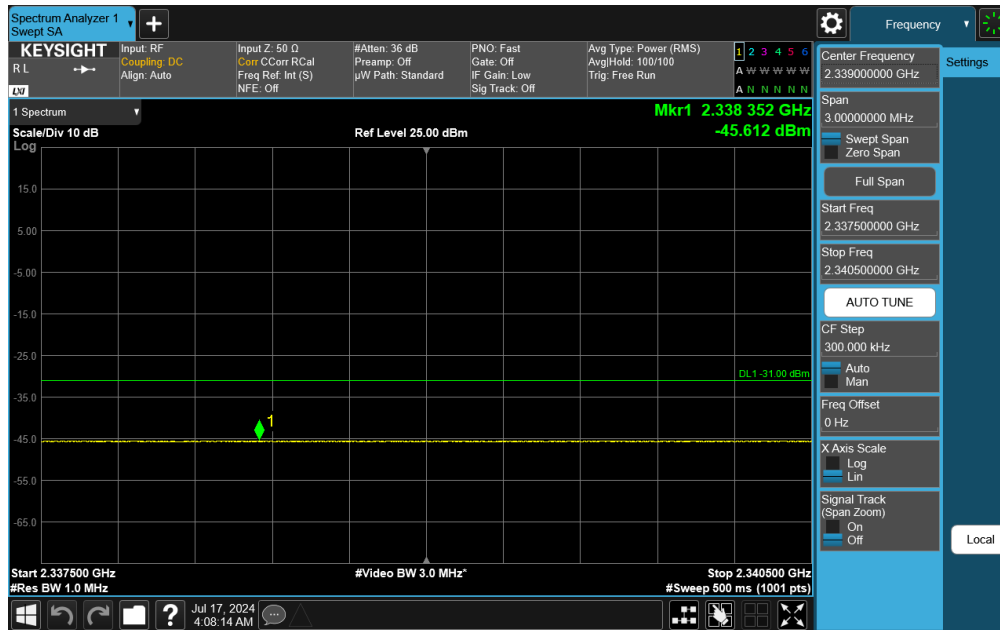 Spectrum Analyzer 1
Swept SA
+
Frequency
KEYSIGHT
R L
LXI
Input: RF
Coupling: DC
Align: Auto
Input Z: 50 Ω
Corr CCorr RCal
Freq Ref: Int (S)
NFE: Off
#Atten: 36 dB
Preamp: Off
µW Path: Standard
PNO: Fast
Gate: Off
IF Gain: Low
Sig Track: Off
Avg Type: Power (RMS)
Avg|Hold: 100/100
Trig: Free Run
1 2 3 4 5 6
A W W W W W
A N N N N N
1 Spectrum
Scale/Div 10 dB
Log
Ref Level 25.00 dBm
Mkr1 2.338 352 GHz
-45.612 dBm
15.0
5.00
-5.00
-15.0
-25.0
DL1 -31.00 dBm
-35.0
1
-45.0
-55.0
-65.0
Start 2.337500 GHz
#Video BW 3.0 MHz*
Stop 2.340500 GHz
#Res BW 1.0 MHz
#Sweep 500 ms (1001 pts)
?
Jul 17, 2024
4:08:14 AM
Center Frequency
2.339000000 GHz
Span
3.00000000 MHz
Swept Span
Zero Span
Full Span
Start Freq
2.337500000 GHz
Stop Freq
2.340500000 GHz
AUTO TUNE
CF Step
300.000 kHz
Auto
Man
Freq Offset
0 Hz
X Axis Scale
Log
Lin
Signal Track
(Span Zoom)
On
Off
Settings
Local